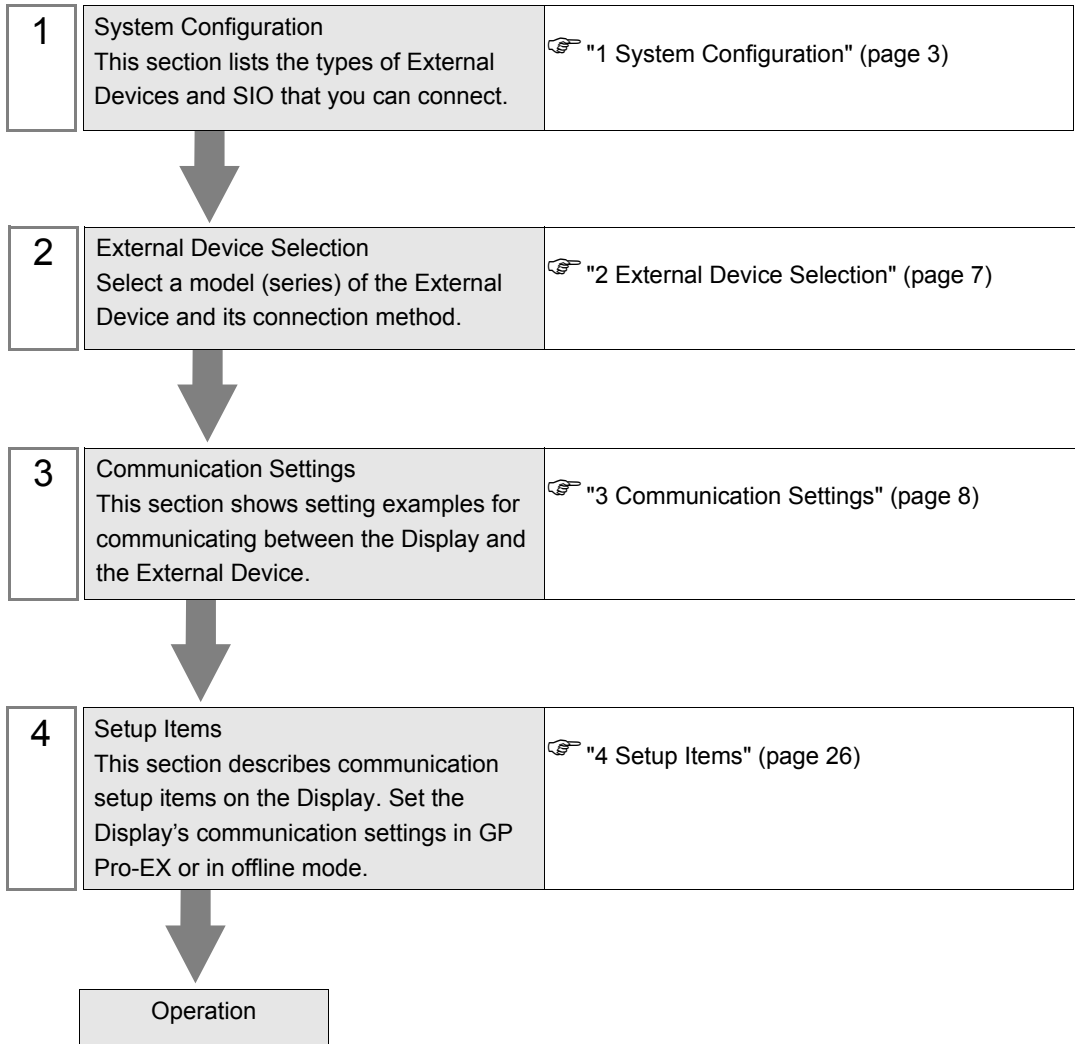 1
System Configuration
This section lists the types of External
Devices and SIO that you can connect.
"1 System Configuration" (page 3)
2
External Device Selection
Select a model (series) of the External
Device and its connection method.
"2 External Device Selection" (page 7)
3
Communication Settings
This section shows setting examples for
communicating between the Display and
the External Device.
"3 Communication Settings" (page 8)
4
Setup Items
This section describes communication
setup items on the Display. Set the
Display’s communication settings in GP
Pro-EX or in offline mode.
"4 Setup Items" (page 26)
Operation